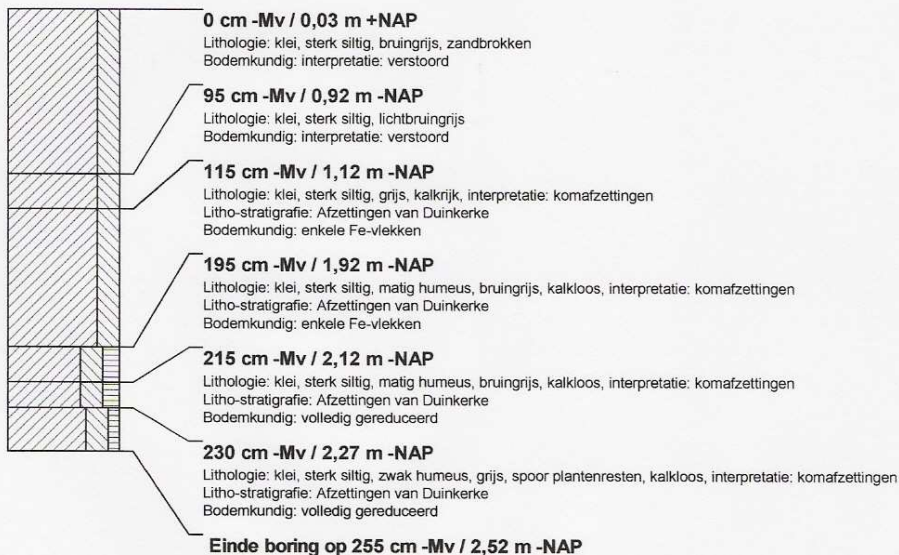 0 cm -Mv / 0,03 m +NAP
Lithologie: klei, sterk siltig, bruingrijs, zandbrokken
Bodemkundig: interpretatie: verstoord
95 cm -Mv / 0,92 m -NAP
Lithologie: klei, sterk siltig, lichtbruingrijs
Bodemkundig: interpretatie: verstoord
115 cm -Mv / 1,12 m -NAP
Lithologie: klei, sterk siltig, grijs, kalkrijk, interpretatie: komafzettingen
Litho-stratigrafie: Afzettingen van Duinkerke
Bodemkundig: enkele Fe-vlekken
195 cm -Mv / 1,92 m -NAP
Lithologie: klei, sterk siltig, matig humeus, bruingrijs, kalkloos, interpretatie: komafzettingen
Litho-stratigrafie: Afzettingen van Duinkerke
Bodemkundig: enkele Fe-vlekken
215 cm -Mv / 2,12 m -NAP
Lithologie: klei, sterk siltig, matig humeus, bruingrijs, kalkloos, interpretatie: komafzettingen
Litho-stratigrafie: Afzettingen van Duinkerke
Bodemkundig: volledig gereduceerd
230 cm -Mv / 2,27 m -NAP
Lithologie: klei, sterk siltig, zwak humeus, grijs, spoor plantenresten, kalkloos, interpretatie: komafzettingen
Litho-stratigrafie: Afzettingen van Duinkerke
Bodemkundig: volledig gereduceerd
Einde boring op 255 cm -Mv / 2,52 m -NAP